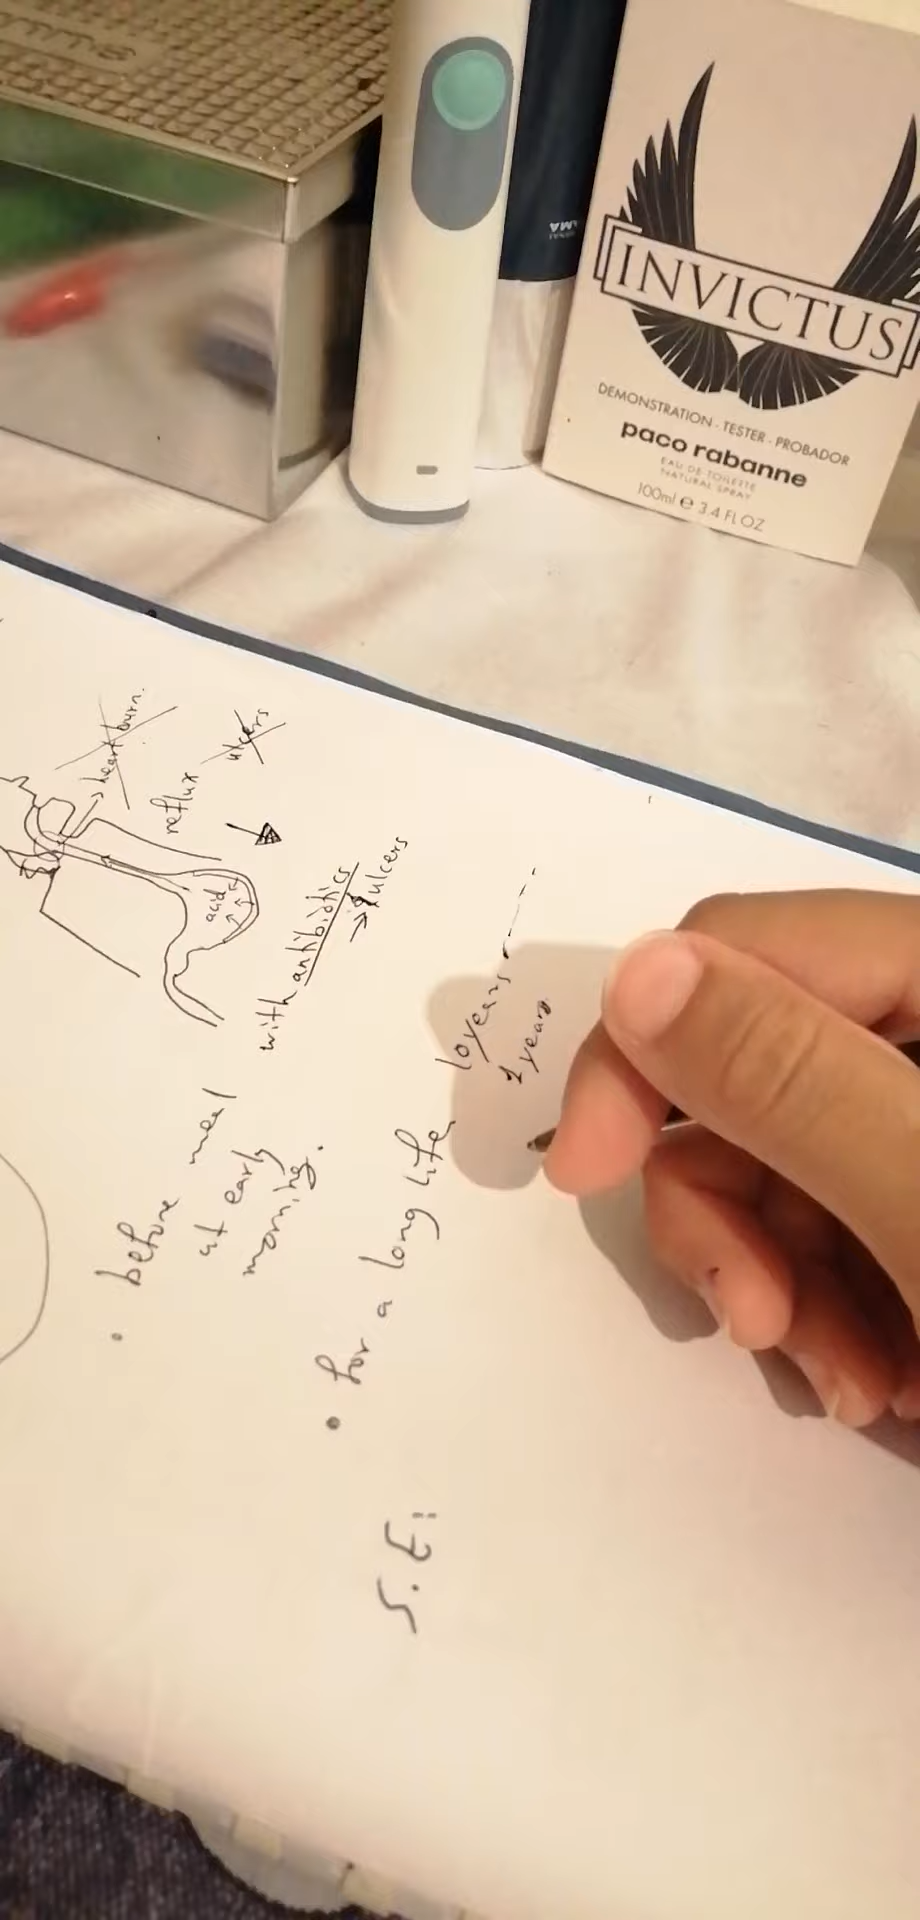 INVICTUS
DEMONSTRATION - TESTER - PROBADOR
paco rabanne
EAU DE TOILETTE
NATURAL SPRAY
100ml e 3.4 FL OZ
→ heart burn.
reflux
ulcers
acid
with antibiotics
→ ulcers
• before meal
at early
morning.
• for a long life
10 years
1 years
S.E: